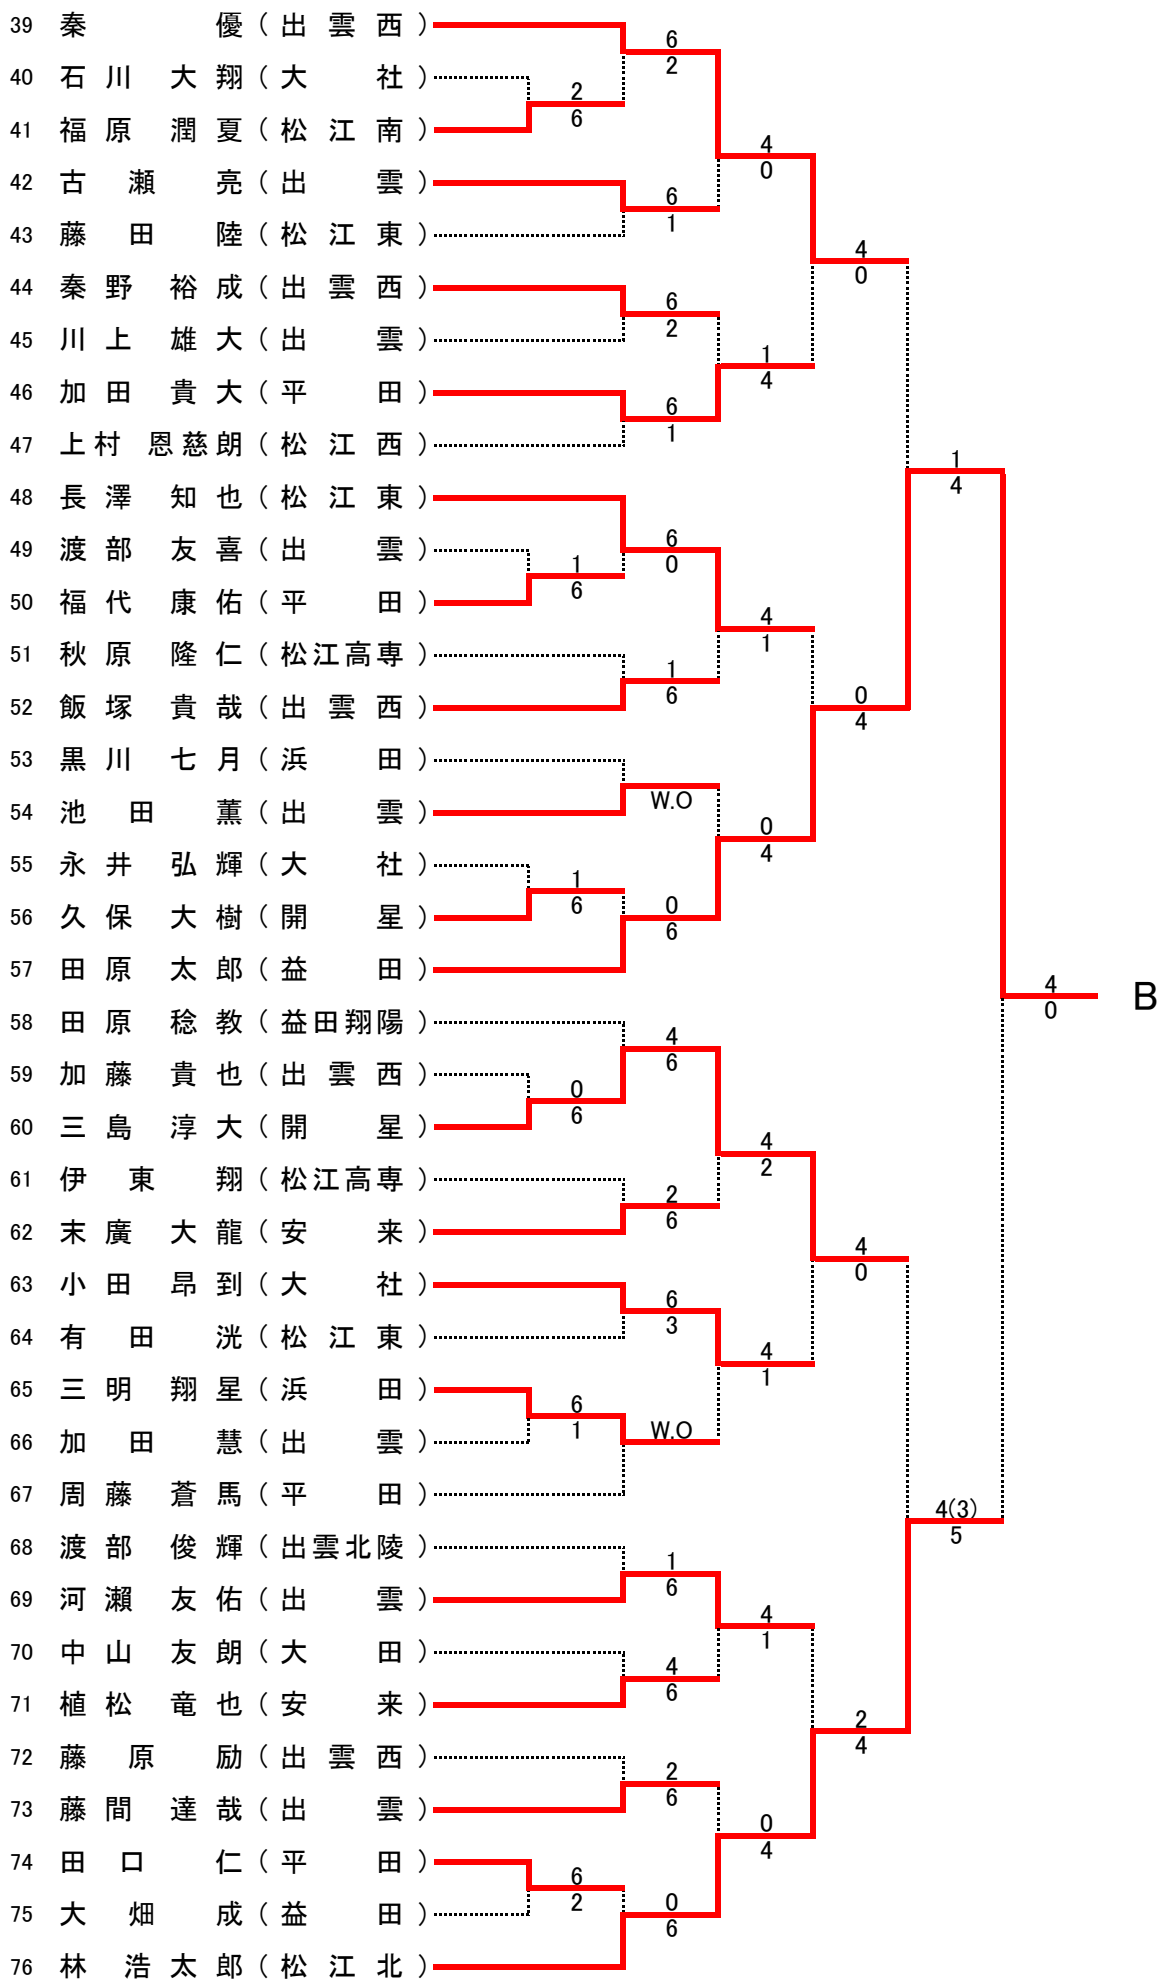 39 秦 優 ( 出 雲 西 )
6
2
40 石 川 大 翔 ( 大 社 )
2
6
41 福 原 潤 夏 ( 松 江 南 )
4
0
42 古 瀬 亮 ( 出 雲 )
6
1
43 藤 田 陸 ( 松 江 東 )
4
0
44 秦 野 裕 成 ( 出 雲 西 )
6
2
45 川 上 雄 大 ( 出 雲 )
1
4
46 加 田 貴 大 ( 平 田 )
6
1
47 上 村 恩 慈 朗 ( 松 江 西 )
1
4
48 長 澤 知 也 ( 松 江 東 )
6
0
49 渡 部 友 喜 ( 出 雲 )
1
6
50 福 代 康 佑 ( 平 田 )
4
1
51 秋 原 隆 仁 ( 松 江 高 専 )
1
6
52 飯 塚 貴 哉 ( 出 雲 西 )
0
4
53 黒 川 七 月 ( 浜 田 )
W.O
54 池 田 薫 ( 出 雲 )
0
4
55 永 井 弘 輝 ( 大 社 )
1
6
56 久 保 大 樹 ( 開 星 )
0
6
57 田 原 太 郎 ( 益 田 )
4
0
B
58 田 原 稔 教 ( 益 田 翔 陽 )
4
6
59 加 藤 貴 也 ( 出 雲 西 )
0
6
60 三 島 淳 大 ( 開 星 )
4
2
61 伊 東 翔 ( 松 江 高 専 )
2
6
62 末 廣 大 龍 ( 安 来 )
4
0
63 小 田 昂 到 ( 大 社 )
6
3
64 有 田 洸 ( 松 江 東 )
4
1
65 三 明 翔 星 ( 浜 田 )
6
1
66 加 田 慧 ( 出 雲 )
W.O
67 周 藤 蒼 馬 ( 平 田 )
4(3)
5
68 渡 部 俊 輝 ( 出 雲 北 陵 )
1
6
69 河 瀬 友 佑 ( 出 雲 )
4
1
70 中 山 友 朗 ( 大 田 )
4
6
71 植 松 竜 也 ( 安 来 )
2
4
72 藤 原 励 ( 出 雲 西 )
2
6
73 藤 間 達 哉 ( 出 雲 )
0
4
74 田 口 仁 ( 平 田 )
6
2
75 大 畑 成 ( 益 田 )
0
6
76 林 浩 太 郎 ( 松 江 北 )